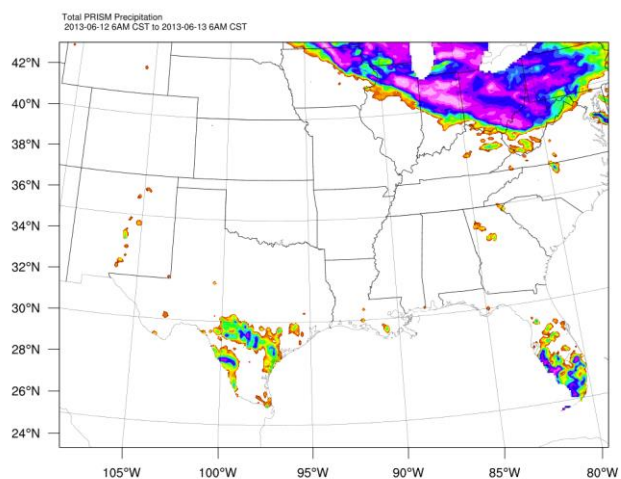 Total PRISM Precipitation
2013-06-12 6AM CST to 2013-06-13 6AM CST
42°N
40°N
38°N
36°N
34°N
32°N
30°N
28°N
26°N
24°N
105°W 100°W 95°W 90°W 85°W 80°W